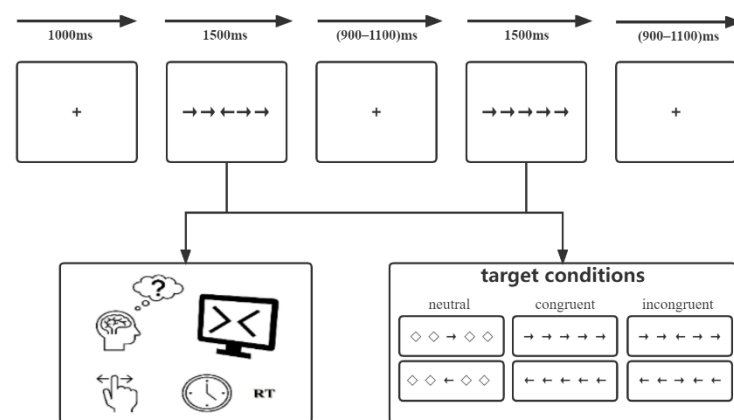 1000ms 1500ms (900–1100)ms 1500ms (900–1100)ms
+ →→←→→ + →→→→→ +
?
> <
RT
target conditions
neutral congruent incongruent
◇ ◇ → ◇ ◇ → → → → → → → ← → →
◇ ◇ ← ◇ ◇ ← ← ← ← ← ← ← → ← ←